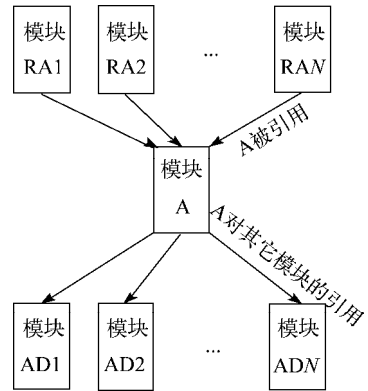 模块 模块 模块
RA1 RA2 ... RAN
A被引用
模块
A
A对其它模块的引用
模块 模块 模块
AD1 AD2 ... ADN